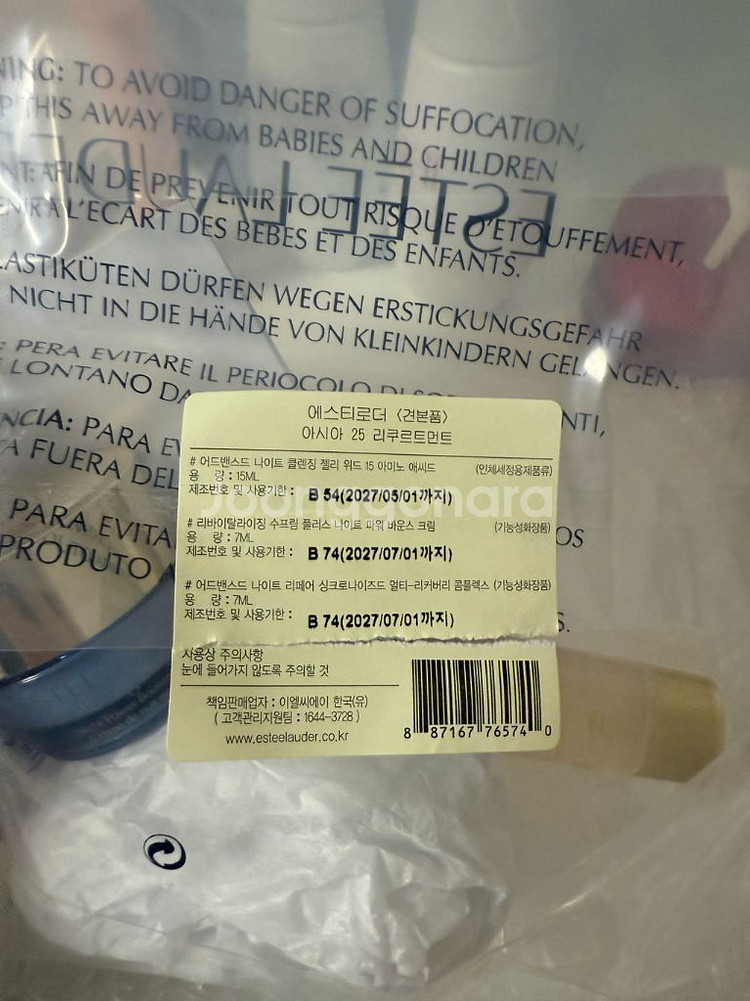 TO AVOID DANGER OF SUFFOCATION,
THIS AWAY FROM BABIES AND CHILDREN
ESTEE LAUDE
AFIN DE PREVENIR TOUT RISQUE D'ETOUFFEMENT,
A L'ECART DES BEBES ET DES ENFANTS.
DÜRFEN WEGEN ERSTICKUNGSGEFAHR
NICHT IN DIE HÄNDE VON KLEINKINDERN GELANGEN.
PERA EVITARE IL PERIOCOLO DI
LONTANO DA
PARA
FUERA DEL
PARA EVITA
PRODUTO
에스티로더 〈견본품〉
아시아 25 리쿠르트먼트
# 어드밴스드 나이트 클렌징 젤리 위드 15 아미노 애씨드 (인체세정용제품류)
용 량 : 15ML
제조번호 및 사용기한 : B 54(2027/05/01까지)
# 리바이탈라이징 수프림 플러스 나이트 파워 바운스 크림 (기능성화장품)
용 량 : 7ML
제조번호 및 사용기한 : B 74(2027/07/01까지)
# 어드밴스드 나이트 리페어 싱크로나이즈드 멀티-리커버리 콤플렉스 (기능성화장품)
용 량 : 7ML
제조번호 및 사용기한 : B 74(2027/07/01까지)
사용상 주의사항
눈에 들어가지 않도록 주의할 것
책임판매업자 : 이엘씨에이 한국(유)
( 고객관리지원팀 : 1644-3728 )
www.esteelauder.co.kr
8 87167 76574 0
Joonggonara